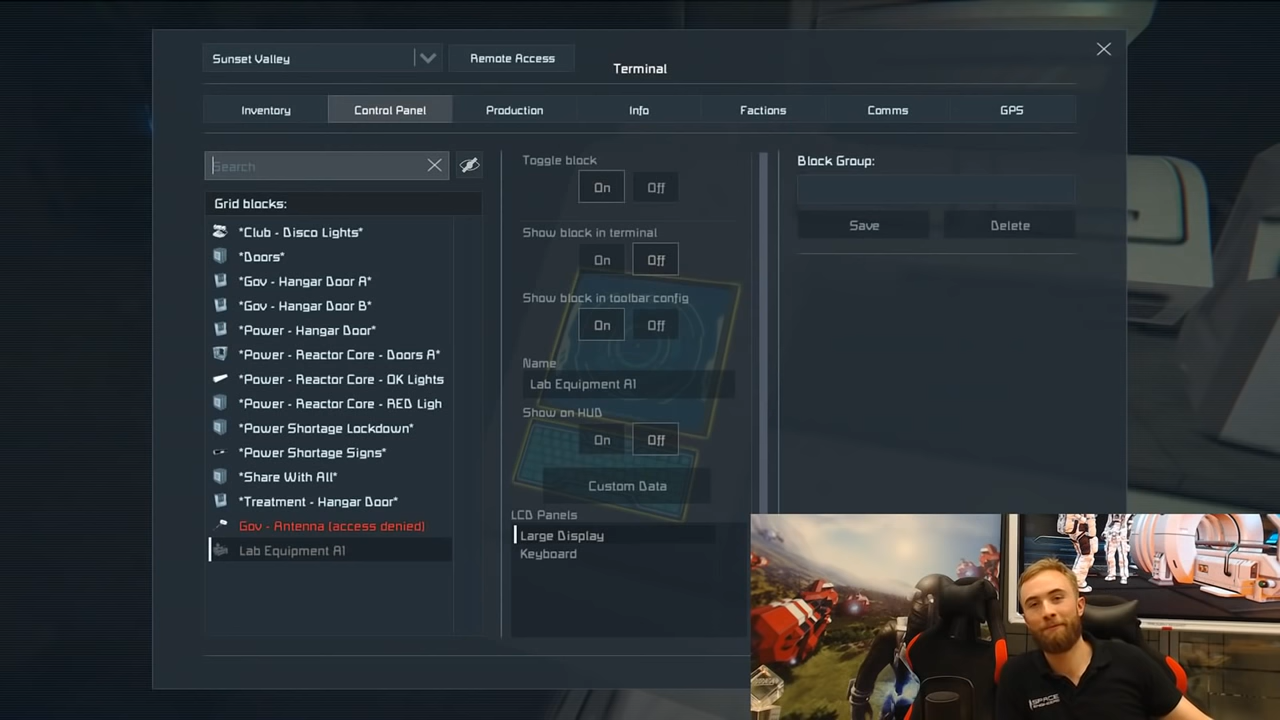 Sunset Valley
Remote Access
Terminal
Inventory
Control Panel
Production
Info
Factions
Comms
GPS
Search
Grid blocks:
*Club - Disco Lights*
*Doors*
*Gov - Hangar Door A*
*Gov - Hangar Door B*
*Power - Hangar Door*
*Power - Reactor Core - Doors A*
*Power - Reactor Core - OK Lights
*Power - Reactor Core - RED Ligh
*Power Shortage Lockdown*
*Power Shortage Signs*
*Share With All*
*Treatment - Hangar Door*
Gov - Antenna (access denied)
Lab Equipment A1
Toggle block
On Off
Show block in terminal
On Off
Show block in toolbar config
On Off
Name
Lab Equipment A1
Show on HUD
On Off
Custom Data
LCD Panels
Large Display
Keyboard
Block Group:
Save
Delete
SPACE
ENGINEERS